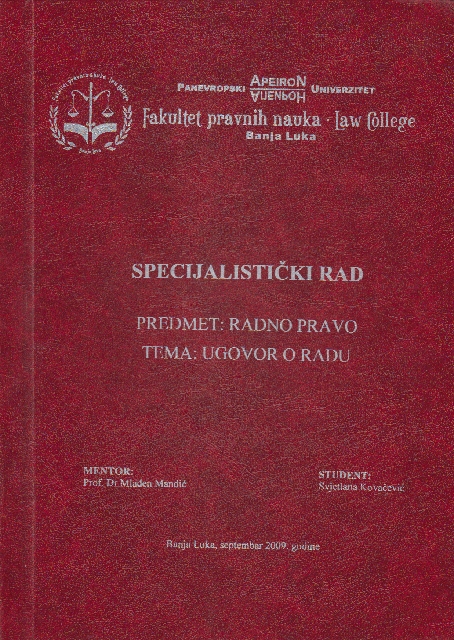 PANEVROPSKI APEIRON UNIVERZITET
Fakultet pravnih nauka · Law College
Banja Luka
SPECIJALISTIČKI RAD
PREDMET: RADNO PRAVO
TEMA: UGOVOR O RADU
MENTOR:
Prof. Dr Mlađen Mandić
STUDENT:
Svjetlana Kovačević
Banja Luka, septembar 2009. godine